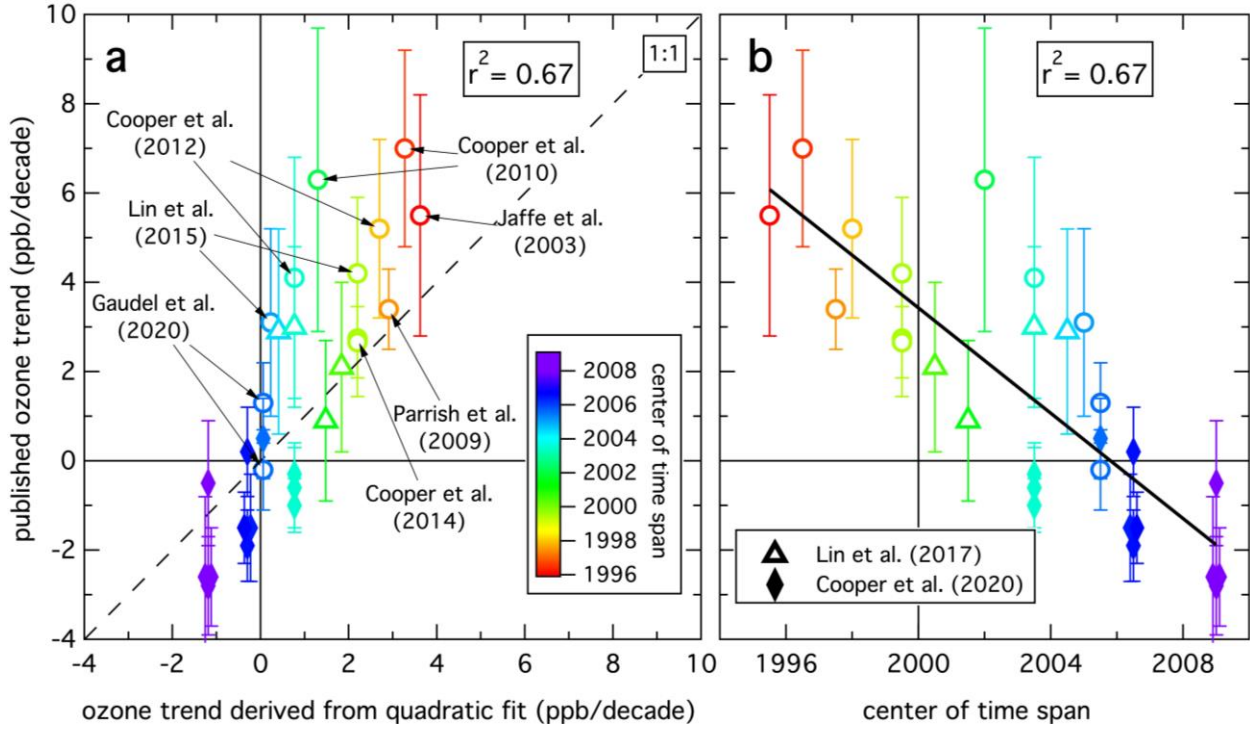 10
8
6
4
2
0
-2
-4
published ozone trend (ppb/decade)
a
r² = 0.67
1:1
Cooper et al.
(2012)
Cooper et al.
(2010)
Lin et al.
(2015)
Jaffe et al.
(2003)
Gaudel et al.
(2020)
Parrish et al.
(2009)
Cooper et al.
(2014)
2008
2006
2004
2002
2000
1998
1996
center of time span
-4
-2
0
2
4
6
8
10
ozone trend derived from quadratic fit (ppb/decade)
b
r² = 0.67
Lin et al. (2017)
Cooper et al. (2020)
1996
2000
2004
2008
center of time span